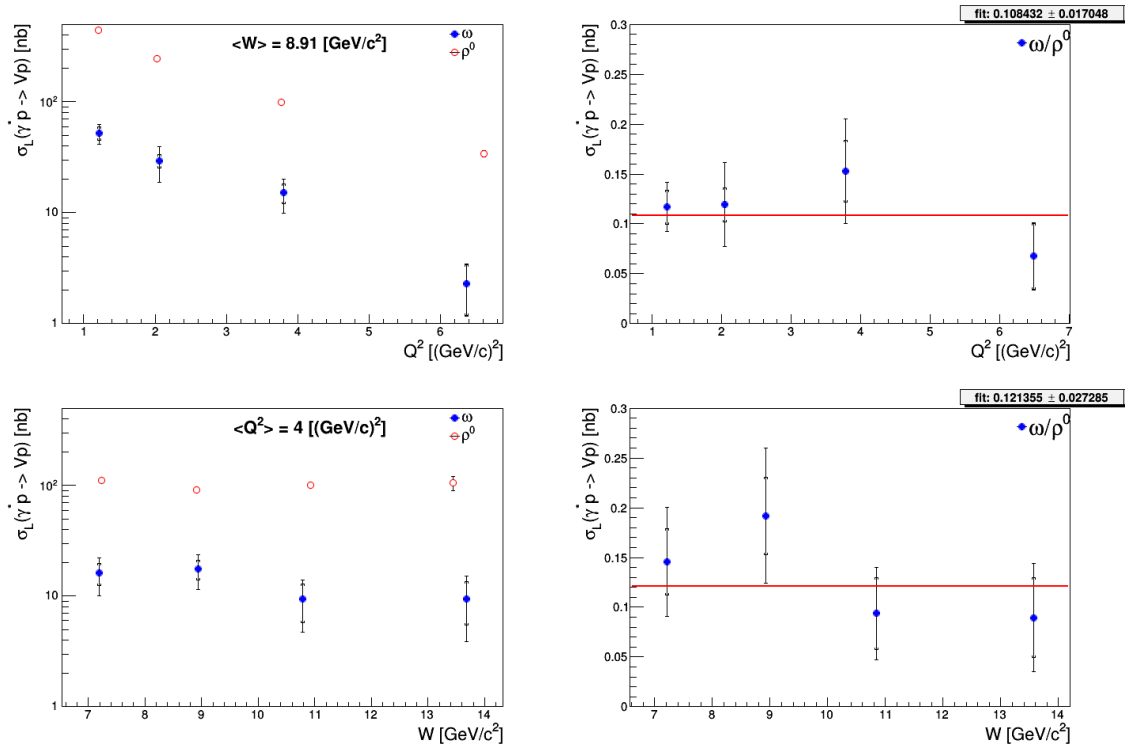 fit: 0.108432 ± 0.017048
<W> = 8.91 [GeV/c²]
ω
ρ⁰
σL(γ* p -> Vp) [nb]
10²
10
1
1 2 3 4 5 6
Q² [(GeV/c)²]
ω/ρ⁰
σL(γ* p -> Vp) [nb]
0.3
0.25
0.2
0.15
0.1
0.05
0
1 2 3 4 5 6 7
Q² [(GeV/c)²]
fit: 0.121355 ± 0.027285
<Q²> = 4 [(GeV/c)²]
ω
ρ⁰
σL(γ* p -> Vp) [nb]
10²
10
1
7 8 9 10 11 12 13 14
W [GeV/c²]
ω/ρ⁰
σL(γ* p -> Vp) [nb]
0.3
0.25
0.2
0.15
0.1
0.05
0
7 8 9 10 11 12 13 14
W [GeV/c²]